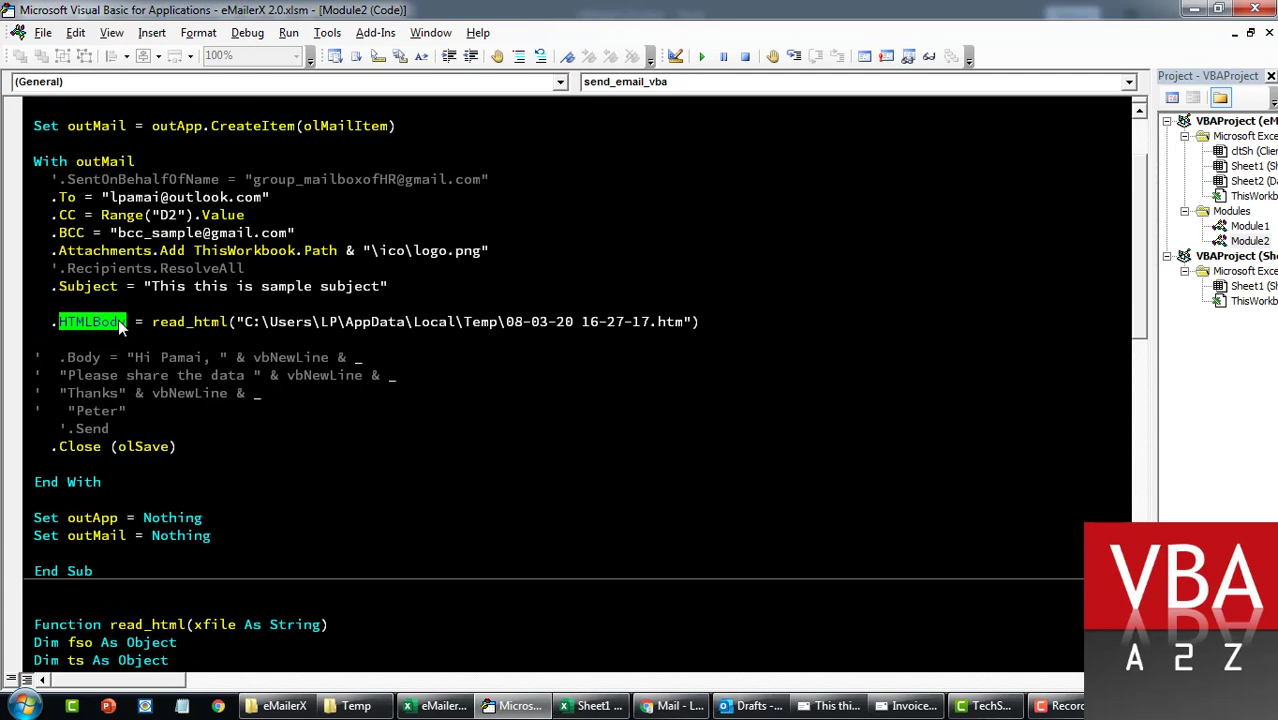 Microsoft Visual Basic for Applications - eMailerX 2.0.xlsm - [Module2 (Code)]
File Edit View Insert Format Debug Run Tools Add-Ins Window Help
100%
(General) send_email_vba
Project - VBAProject
Set outMail = outApp.CreateItem(olMailItem)
With outMail
'.SentOnBehalfOfName = "group_mailboxofHR@gmail.com"
.To = "lpamai@outlook.com"
.CC = Range("D2").Value
.BCC = "bcc_sample@gmail.com"
.Attachments.Add ThisWorkbook.Path & "\ico\logo.png"
'.Recipients.ResolveAll
.Subject = "This this is sample subject"
.HTMLBody = read_html("C:\Users\LP\AppData\Local\Temp\08-03-20 16-27-17.htm")
' .Body = "Hi Pamai, " & vbNewLine & _
' "Please share the data " & vbNewLine & _
' "Thanks" & vbNewLine & _
' "Peter"
'.Send
.Close (olSave)
End With
Set outApp = Nothing
Set outMail = Nothing
End Sub
Function read_html(xfile As String)
Dim fso As Object
Dim ts As Object
VBAProject (eM
Microsoft Exce
cltSh (Clien
Sheet1 (
Sheet2 (Da
ThisWorkb
Modules
Module1
Module2
VBAProject (She
Microsoft Exce
Sheet1 (
ThisWorkb
VBA
A 2 Z
eMailerX
Temp
eMailer...
Micros...
Sheet1 ...
Mail - L...
Drafts - ...
This thi...
Invoice...
TechS...
Record